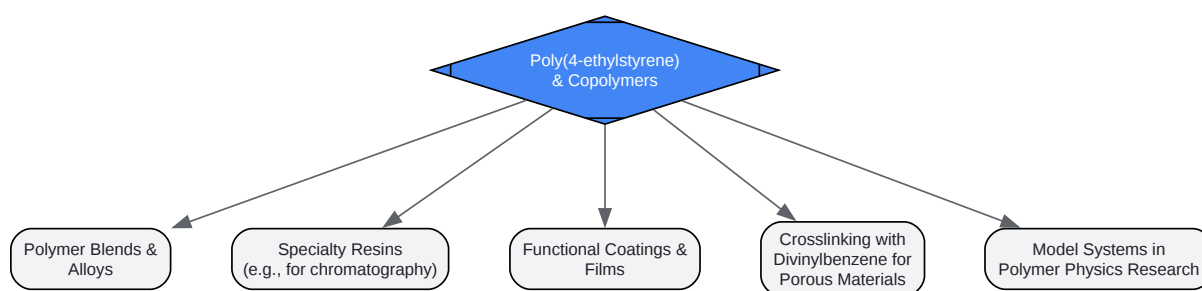 Poly(4-ethylstyrene)
& Copolymers
Polymer Blends &
Alloys
Specialty Resins
(e.g., for chromatography)
Functional Coatings &
Films
Crosslinking with
Divinylbenzene for
Porous Materials
Model Systems in
Polymer Physics Research